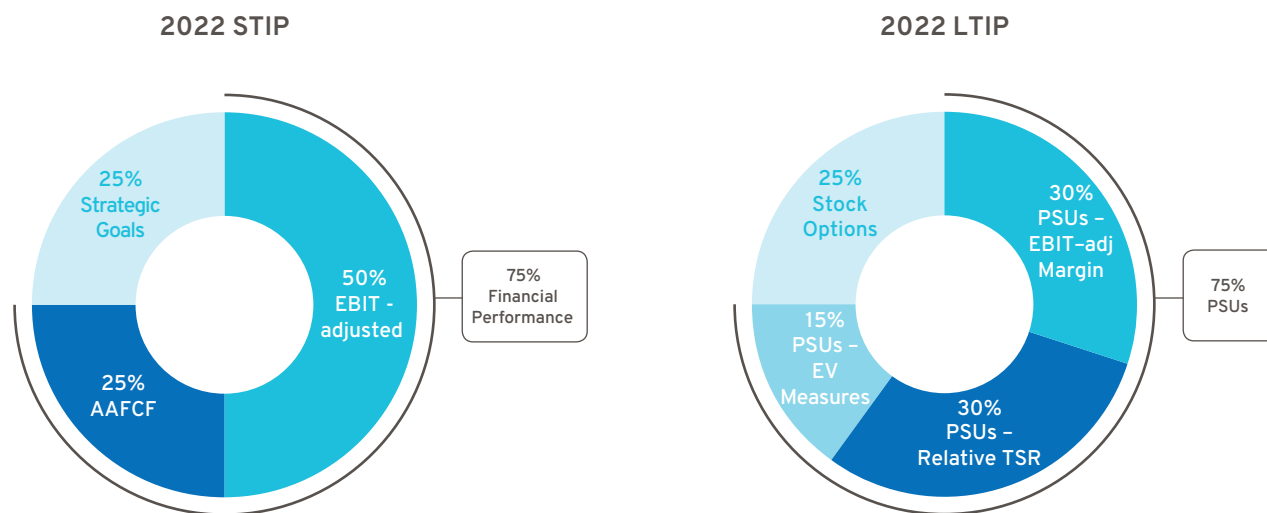 2022 STIP
25%
Strategic
Goals
50%
EBIT -
adjusted
25%
AAFCF
75%
Financial
Performance
2022 LTIP
25%
Stock
Options
30%
PSUs –
EBIT–adj
Margin
15%
PSUs –
EV
Measures
30%
PSUs –
Relative TSR
75%
PSUs